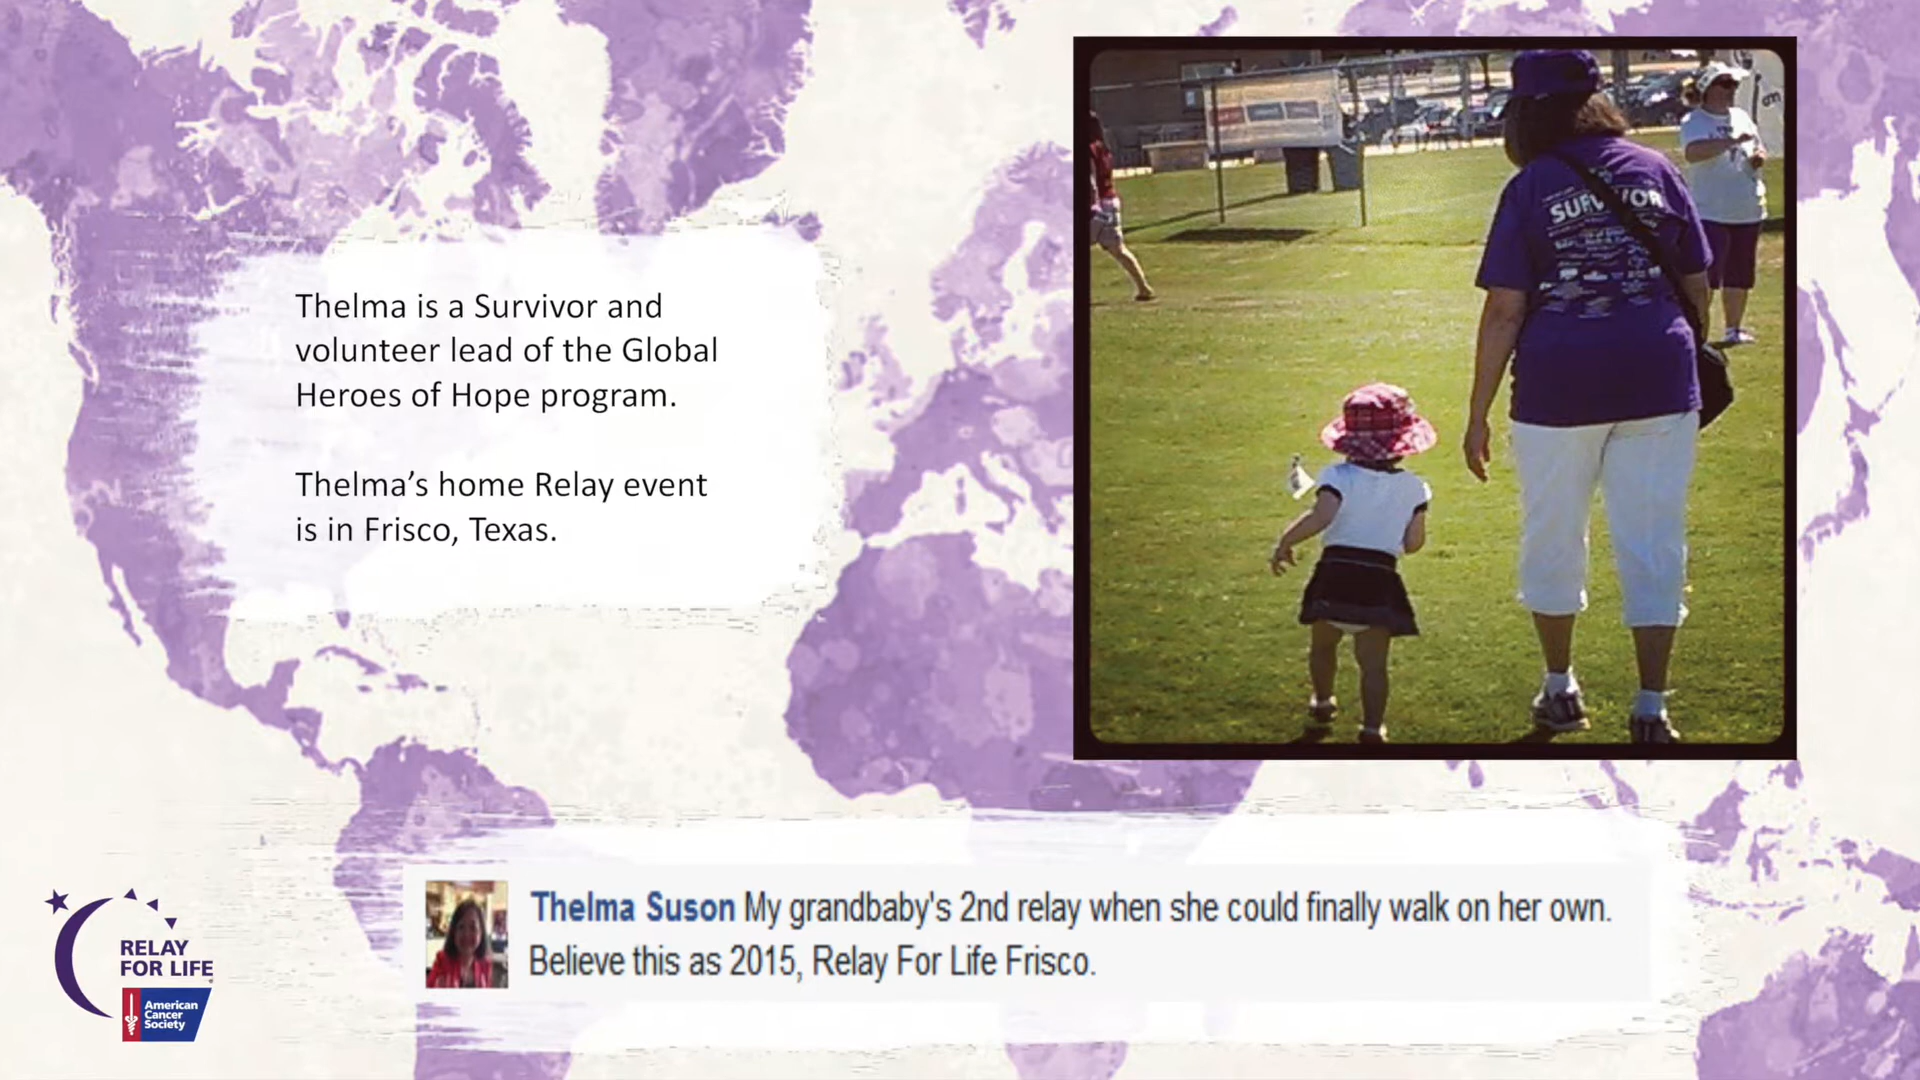 Thelma is a Survivor and
volunteer lead of the Global
Heroes of Hope program.
Thelma's home Relay event
is in Frisco, Texas.
SURVIVOR
Thelma Suson My grandbaby's 2nd relay when she could finally walk on her own.
Believe this as 2015, Relay For Life Frisco.
RELAY
FOR LIFE
American
Cancer
Society